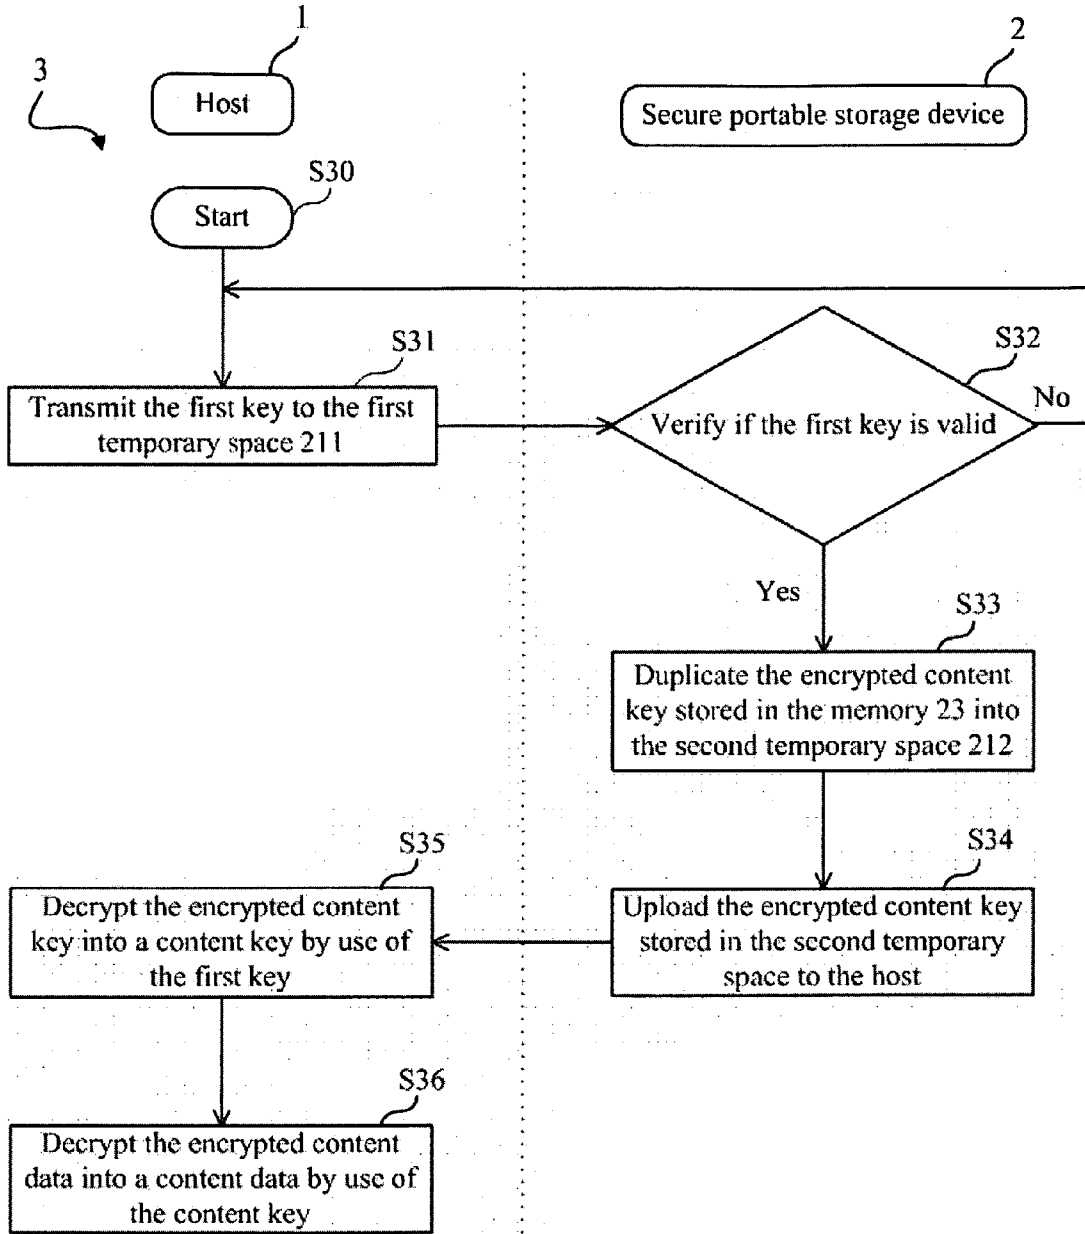 1
2
3
Host
Secure portable storage device
S30
Start
S31
S32
Transmit the first key to the first
temporary space 211
Verify if the first key is valid
No
Yes
S33
Duplicate the encrypted content
key stored in the memory 23 into
the second temporary space 212
S35
S34
Decrypt the encrypted content
key into a content key by use of
the first key
Upload the encrypted content key
stored in the second temporary
space to the host
S36
Decrypt the encrypted content
data into a content data by use of
the content key